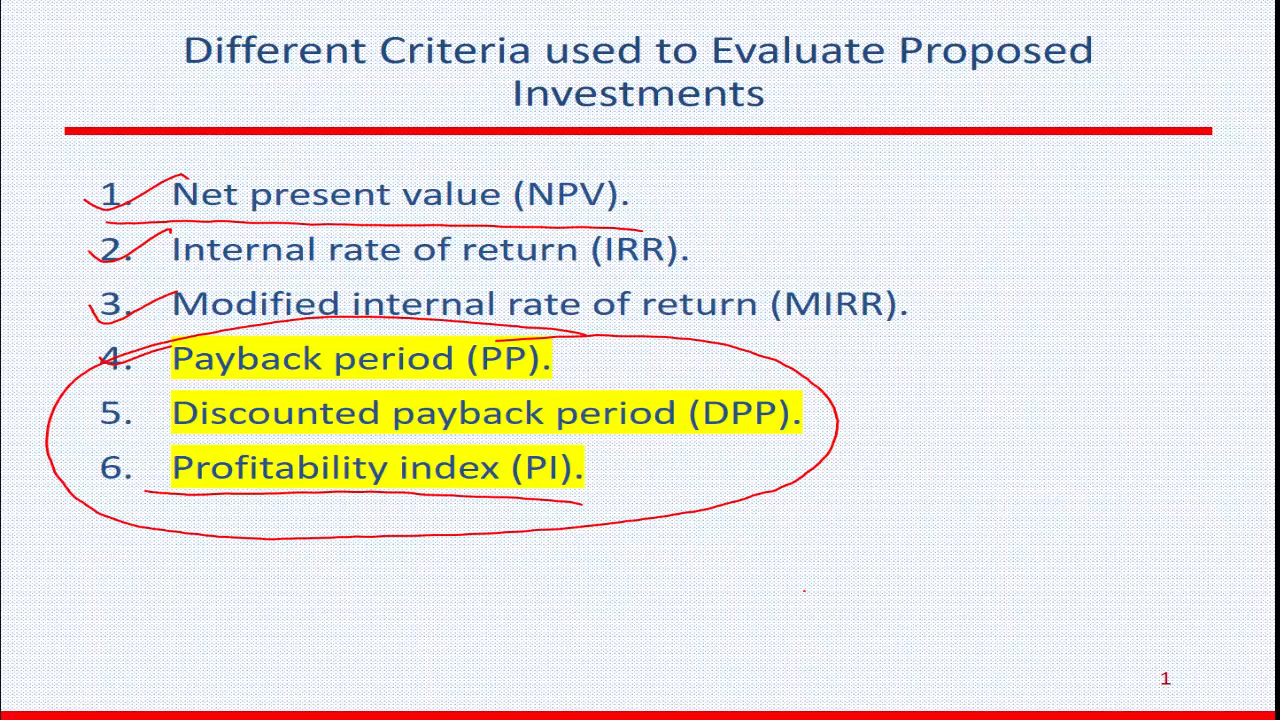 Different Criteria used to Evaluate Proposed
Investments
1. Net present value (NPV).
2. Internal rate of return (IRR).
3. Modified internal rate of return (MIRR).
4. Payback period (PP).
5. Discounted payback period (DPP).
6. Profitability index (PI).
1